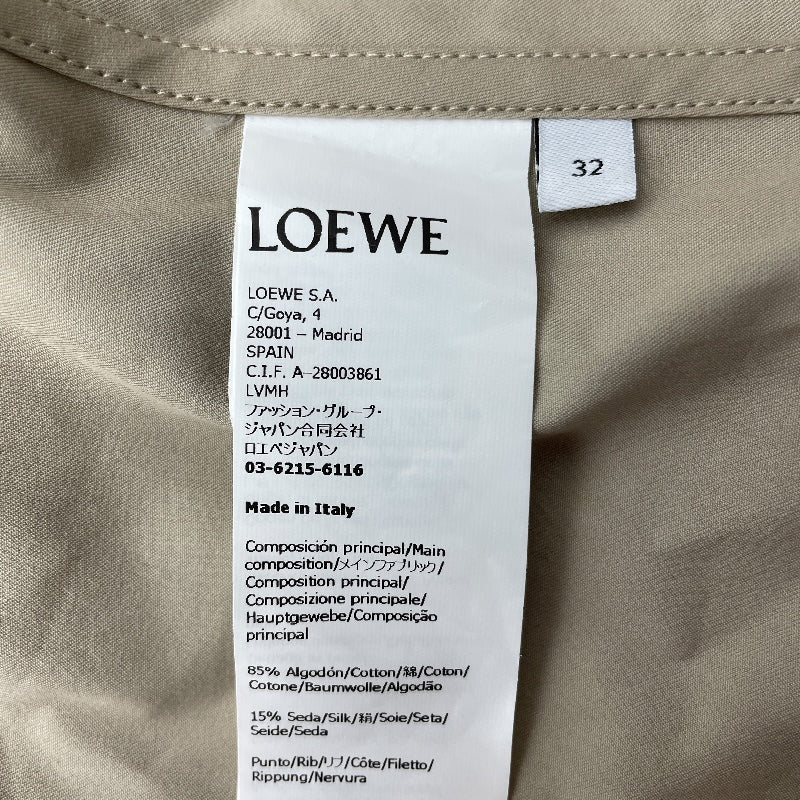 32
LOEWE
LOEWE S.A.
C/Goya, 4
28001 – Madrid
SPAIN
C.I.F. A-28003861
LVMH
ファッション・グループ・
ジャパン合同会社
ロエベジャパン
03-6215-6116
Made in Italy
Composición principal/Main
composition/メインファブリック/
Composition principal/
Composizione principale/
Hauptgewebe/Composição
principal
85% Algodón/Cotton/綿/Coton/
Cotone/Baumwolle/Algodão
15% Seda/Silk/絹/Soie/Seta/
Seide/Seda
Punto/Rib/リブ/Côte/Filetto/
Rippung/Nervura